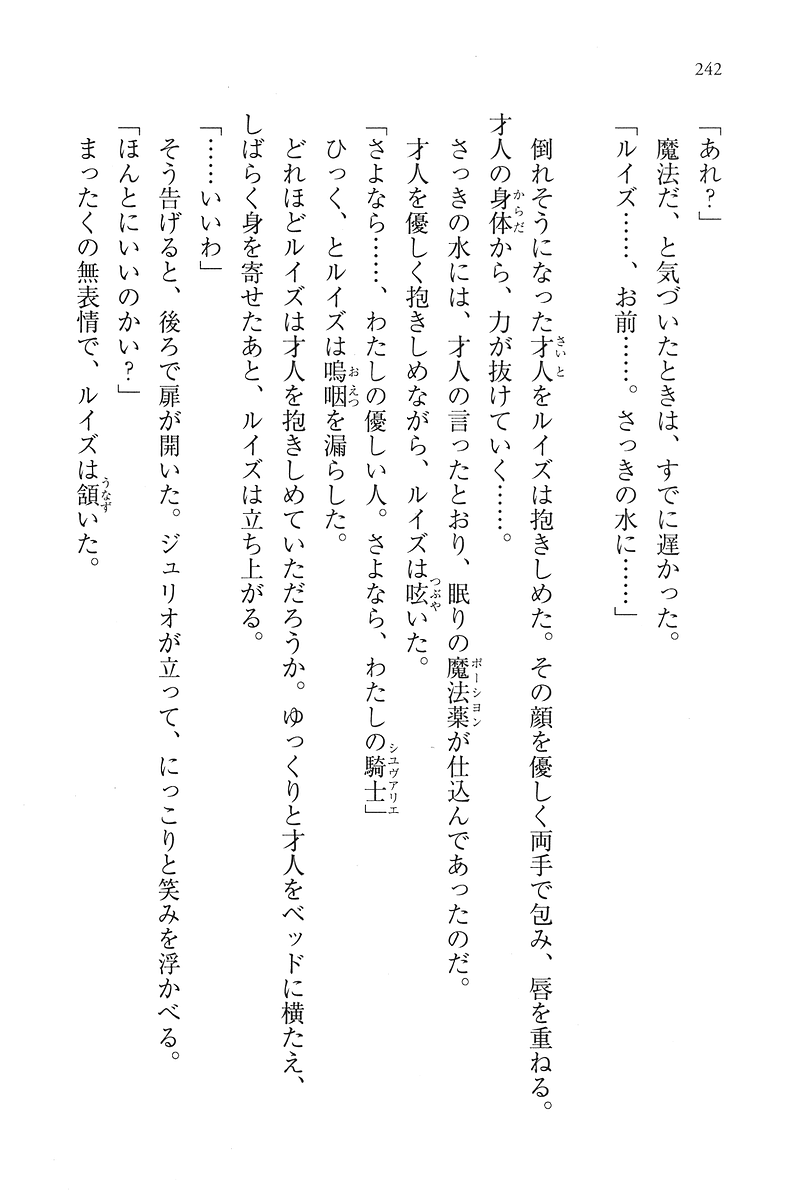 242
「あれ？」
魔法だ、と気づいたときは、すでに遅かった。
「ルイズ……、お前……。さっきの水に……」
倒れそうになった才人をルイズは抱きしめた。その顔を優しく両手で包み、唇を重ねる。
才人の身体から、力が抜けていく……。
さっきの水には、才人の言ったとおり、眠りの魔法薬が仕込んであったのだ。
才人を優しく抱きしめながら、ルイズは呟いた。
「さよなら……、わたしの優しい人。さよなら、わたしの騎士」
ひっく、とルイズは嗚咽を漏らした。
どれほどルイズは才人を抱きしめていただろうか。ゆっくりと才人をベッドに横たえ、
しばらく身を寄せたあと、ルイズは立ち上がる。
「……いいわ」
そう告げると、後ろで扉が開いた。ジュリオが立って、にっこりと笑みを浮かべる。
「ほんとにいいのかい？」
まったくの無表情で、ルイズは頷いた。